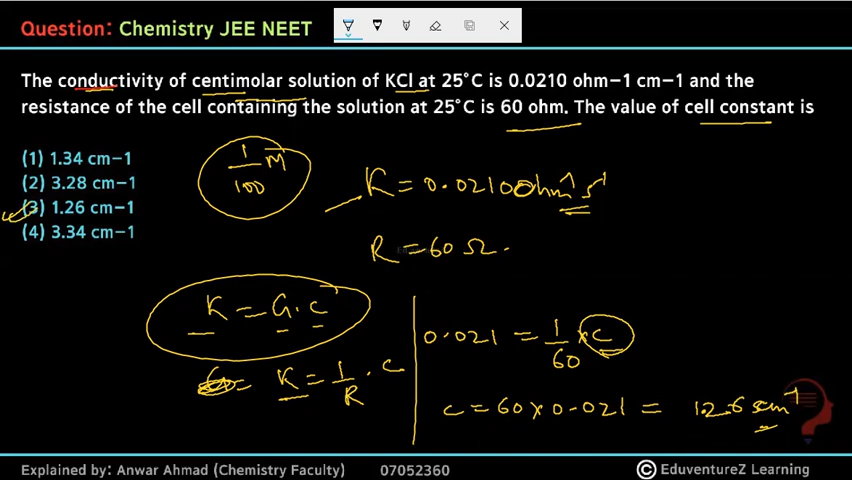 Question: Chemistry JEE NEET
The conductivity of centimolar solution of KCl at 25°C is 0.0210 ohm−1 cm−1 and the
resistance of the cell containing the solution at 25°C is 60 ohm. The value of cell constant is
(1) 1.34 cm−1
(2) 3.28 cm−1
(3) 1.26 cm−1
(4) 3.34 cm−1
1/100 M
K = 0.0210 ohm⁻¹
R = 60 Ω.
K = G. C
K = 1/R . C
0.021 = 1/60 × C
C = 60 × 0.021 =
Explained by: Anwar Ahmad (Chemistry Faculty) 07052360 © EduventureZ Learning